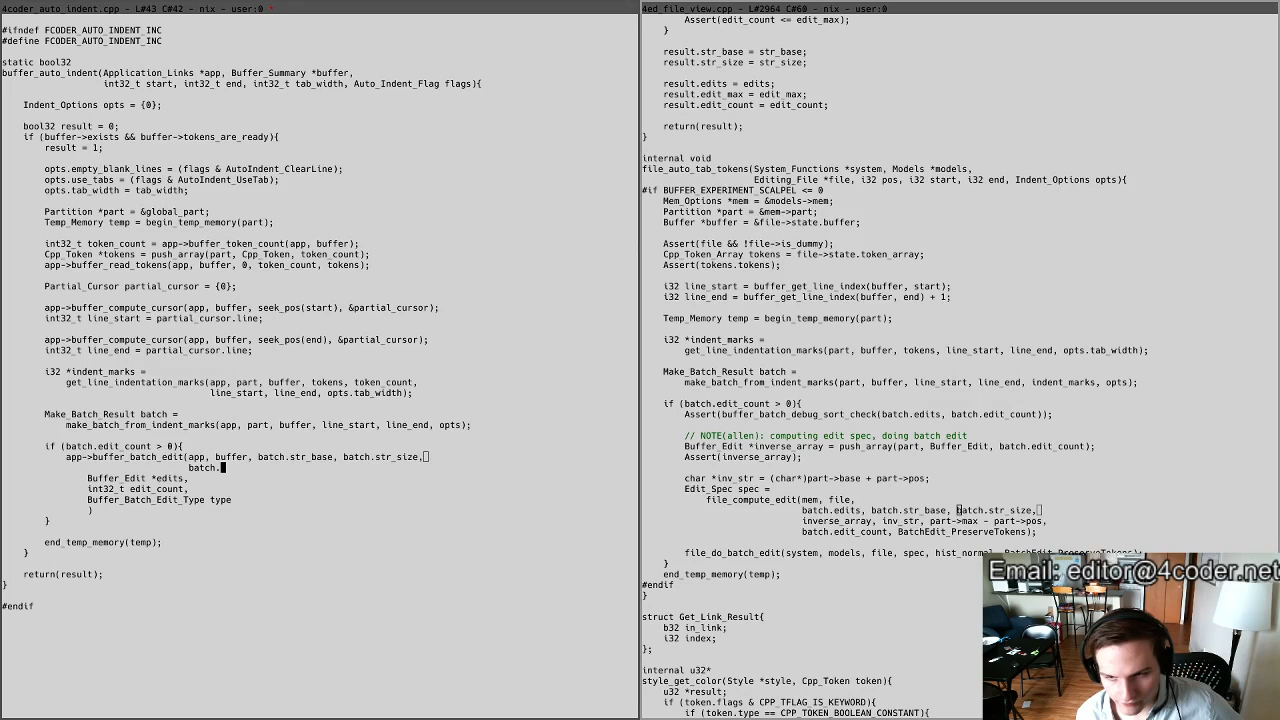 4coder_auto_indent.cpp - L#43 C#42 - nix - user:0 *
#ifndef FCODER_AUTO_INDENT_INC
#define FCODER_AUTO_INDENT_INC
static bool32
buffer_auto_indent(Application_Links *app, Buffer_Summary *buffer,
int32_t start, int32_t end, int32_t tab_width, Auto_Indent_Flag flags){
Indent_Options opts = {0};
bool32 result = 0;
if (buffer->exists && buffer->tokens_are_ready){
result = 1;
opts.empty_blank_lines = (flags & AutoIndent_ClearLine);
opts.use_tabs = (flags & AutoIndent_UseTab);
opts.tab_width = tab_width;
Partition *part = &global_part;
Temp_Memory temp = begin_temp_memory(part);
int32_t token_count = app->buffer_token_count(app, buffer);
Cpp_Token *tokens = push_array(part, Cpp_Token, token_count);
app->buffer_read_tokens(app, buffer, 0, token_count, tokens);
Partial_Cursor partial_cursor = {0};
app->buffer_compute_cursor(app, buffer, seek_pos(start), &partial_cursor);
int32_t line_start = partial_cursor.line;
app->buffer_compute_cursor(app, buffer, seek_pos(end), &partial_cursor);
int32_t line_end = partial_cursor.line;
i32 *indent_marks =
get_line_indentation_marks(app, part, buffer, tokens, token_count,
line_start, line_end, opts.tab_width);
Make_Batch_Result batch =
make_batch_from_indent_marks(app, part, buffer, line_start, line_end, opts);
if (batch.edit_count > 0){
app->buffer_batch_edit(app, buffer, batch.str_base, batch.str_size,
batch.
Buffer_Edit *edits,
int32_t edit_count,
Buffer_Batch_Edit_Type type
)
}
end_temp_memory(temp);
}
return(result);
}
#endif
4ed_file_view.cpp - L#2964 C#60 - nix - user:0
Assert(edit_count <= edit_max);
}
result.str_base = str_base;
result.str_size = str_size;
result.edits = edits;
result.edit_max = edit_max;
result.edit_count = edit_count;
return(result);
}
internal void
file_auto_tab_tokens(System_Functions *system, Models *models,
Editing_File *file, i32 pos, i32 start, i32 end, Indent_Options opts){
#if BUFFER_EXPERIMENT_SCALPEL <= 0
Mem_Options *mem = &models->mem;
Partition *part = &mem->part;
Buffer *buffer = &file->state.buffer;
Assert(file && !file->is_dummy);
Cpp_Token_Array tokens = file->state.token_array;
Assert(tokens.tokens);
i32 line_start = buffer_get_line_index(buffer, start);
i32 line_end = buffer_get_line_index(buffer, end) + 1;
Temp_Memory temp = begin_temp_memory(part);
i32 *indent_marks =
get_line_indentation_marks(part, buffer, tokens, line_start, line_end, opts.tab_width);
Make_Batch_Result batch =
make_batch_from_indent_marks(part, buffer, line_start, line_end, indent_marks, opts);
if (batch.edit_count > 0){
Assert(buffer_batch_debug_sort_check(batch.edits, batch.edit_count));
// NOTE(allen): computing edit spec, doing batch edit
Buffer_Edit *inverse_array = push_array(part, Buffer_Edit, batch.edit_count);
Assert(inverse_array);
char *inv_str = (char*)part->base + part->pos;
Edit_Spec spec =
file_compute_edit(mem, file,
batch.edits, batch.str_base, batch.str_size,
inverse_array, inv_str, part->max - part->pos,
batch.edit_count, BatchEdit_PreserveTokens);
file_do_batch_edit(system, models, file, spec, hist_normal, BatchEdit_PreserveTokens);
}
end_temp_memory(temp);
#endif
}
struct Get_Link_Result{
b32 in_link;
i32 index;
};
internal u32*
style_get_color(Style *style, Cpp_Token token){
u32 *result;
if (token.flags & CPP_TFLAG_IS_KEYWORD){
if (token.type == CPP_TOKEN_BOOLEAN_CONSTANT){
Email: editor@4coder.net